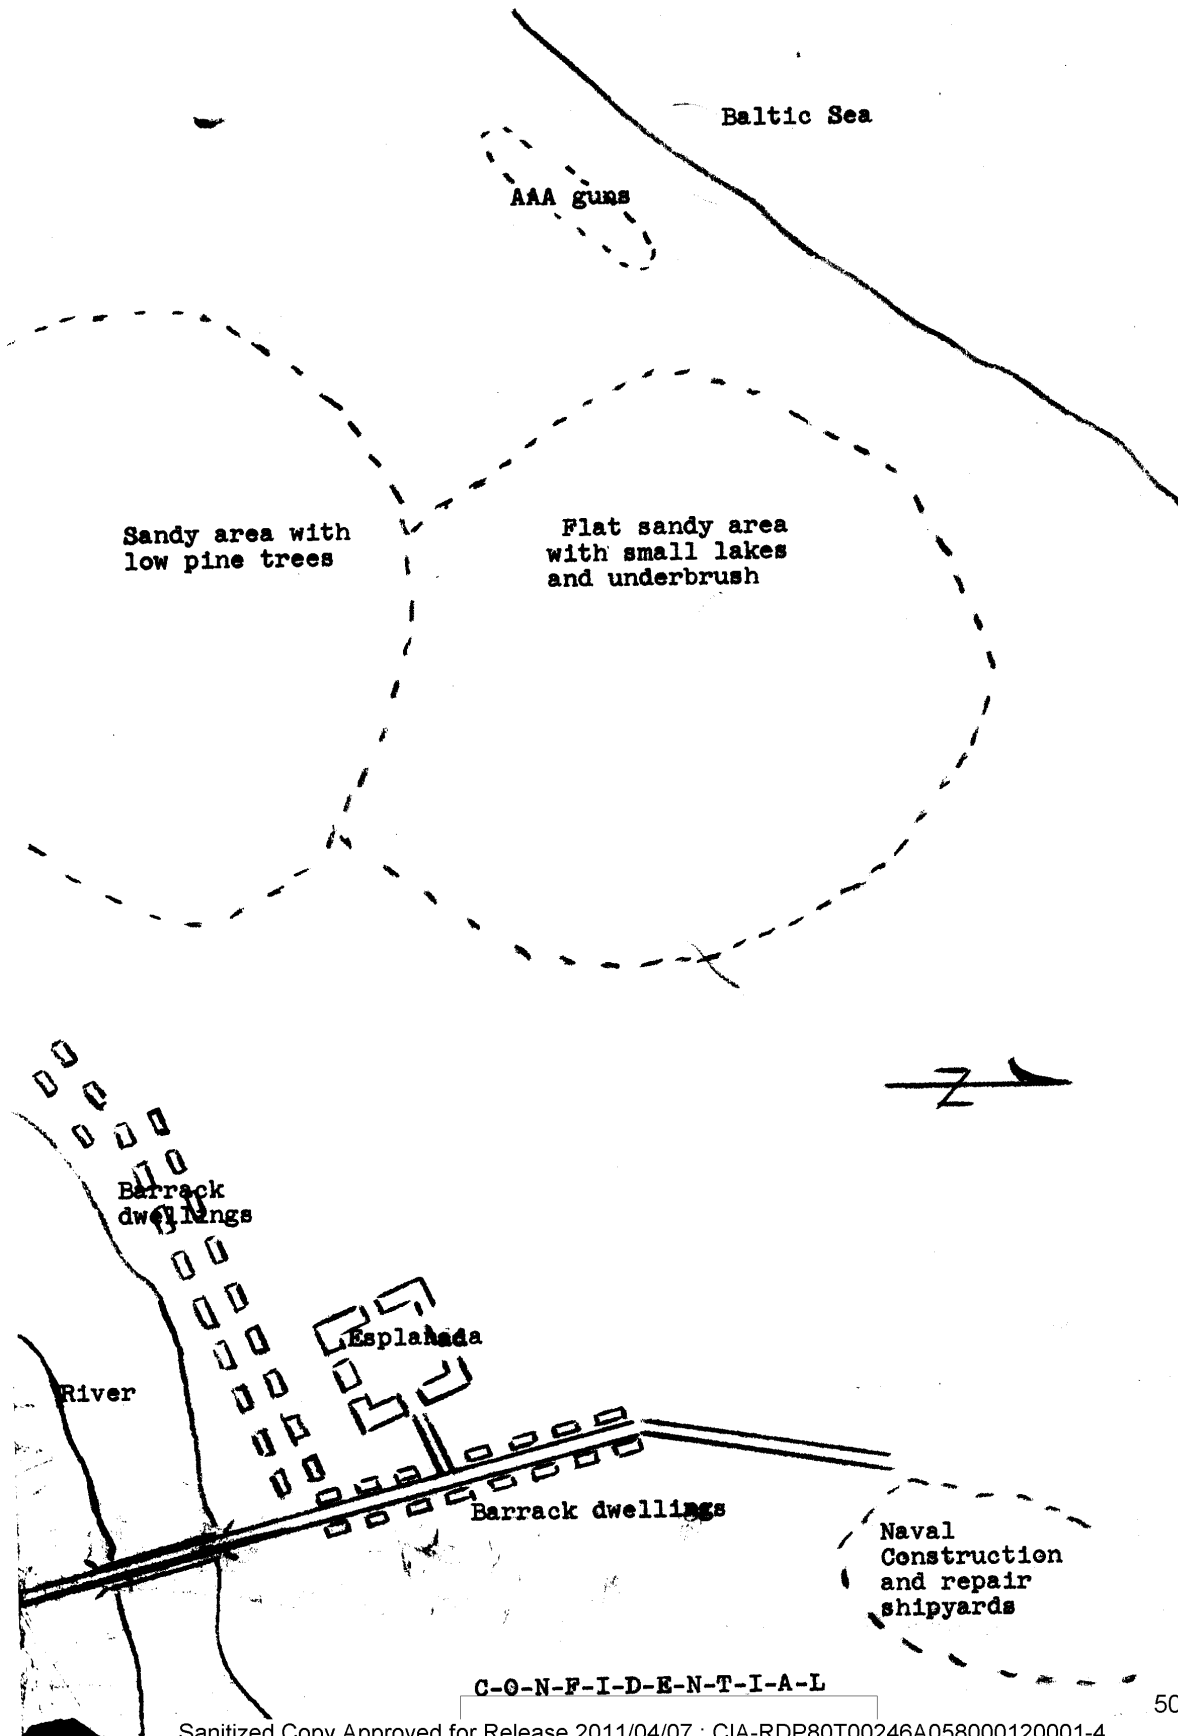 Baltic Sea
AAA guns
Sandy area with
low pine trees
Flat sandy area
with small lakes
and underbrush
Z
Barrack
dwellings
Esplanada
River
Barrack dwellings
Naval
Construction
and repair
shipyards
C-O-N-F-I-D-E-N-T-I-A-L
50
Sanitized Copy Approved for Release 2011/04/07 : CIA-RDP80T00246A058000120001-4